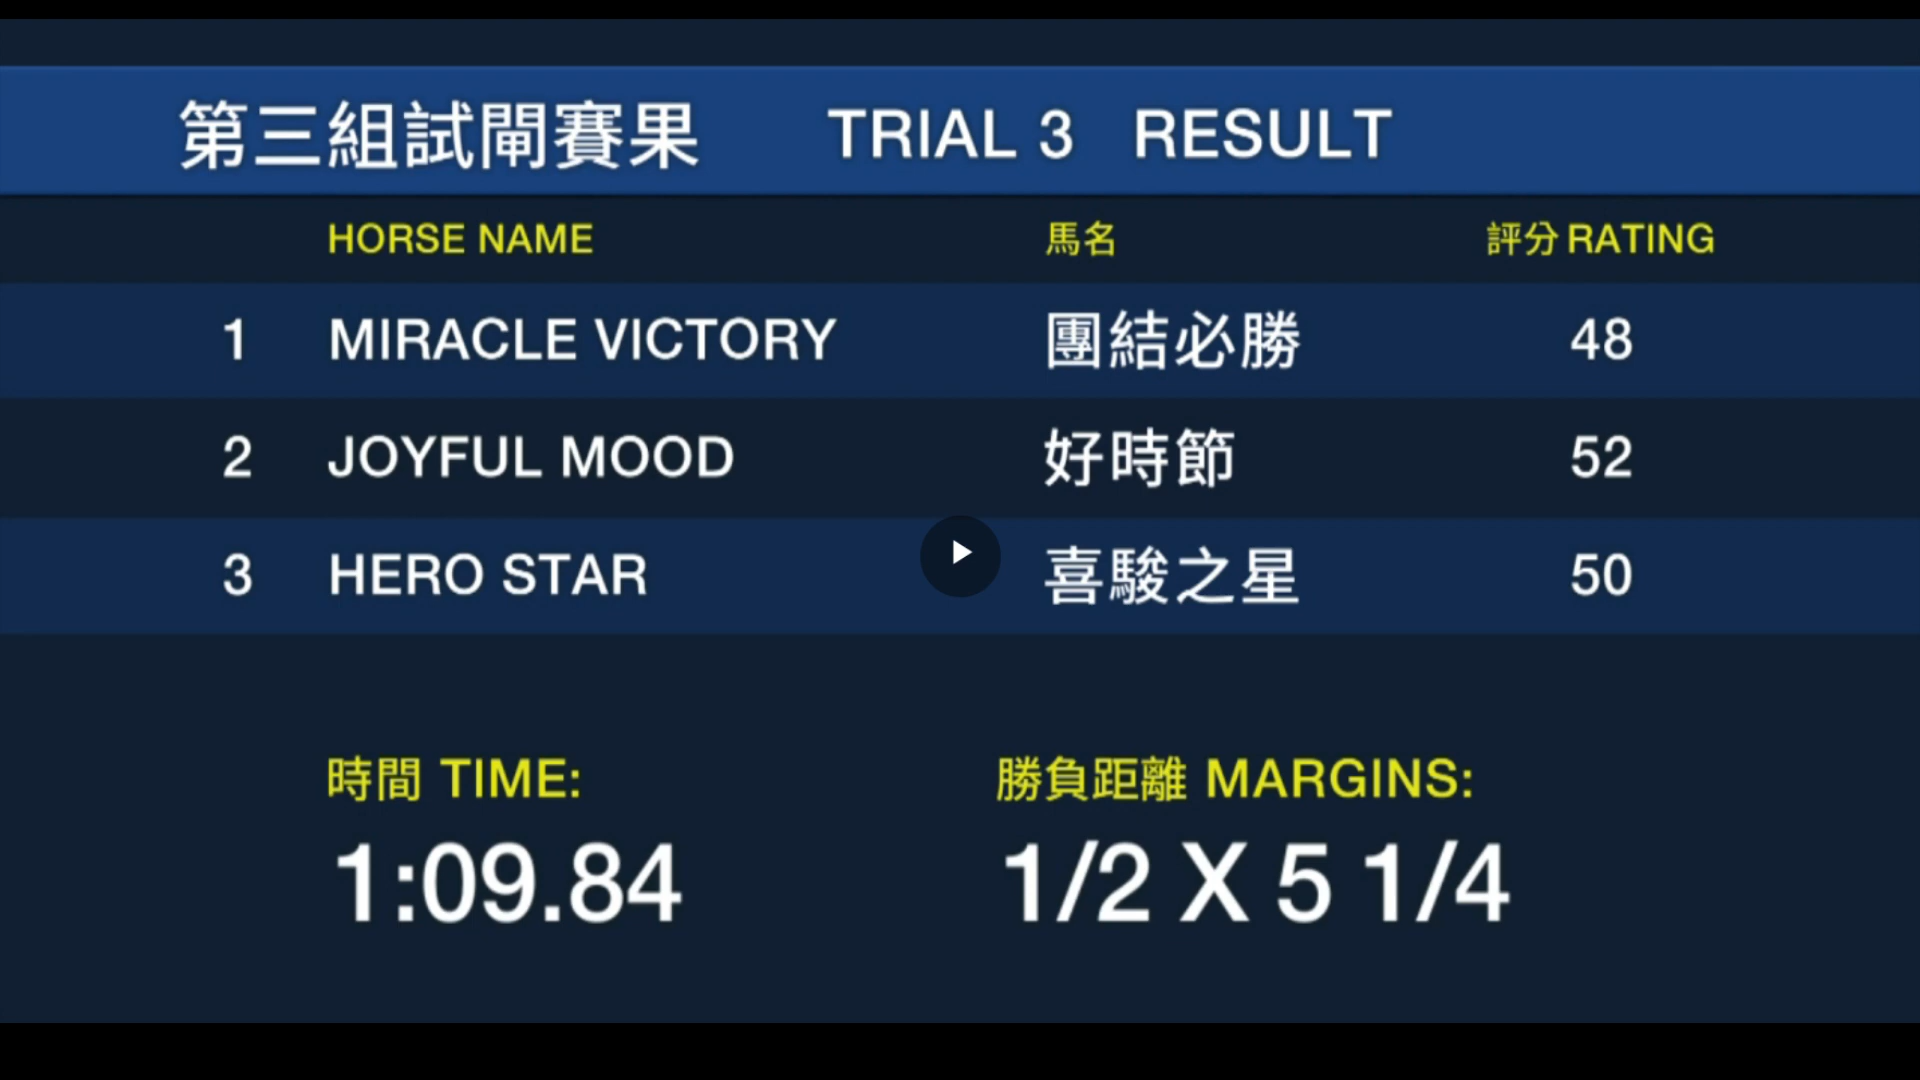 第三組試閘賽果 TRIAL 3 RESULT
HORSE NAME 馬名 評分 RATING
1 MIRACLE VICTORY 團結必勝 48
2 JOYFUL MOOD 好時節 52
3 HERO STAR 喜駿之星 50
時間 TIME: 勝負距離 MARGINS:
1:09.84 1/2 X 5 1/4